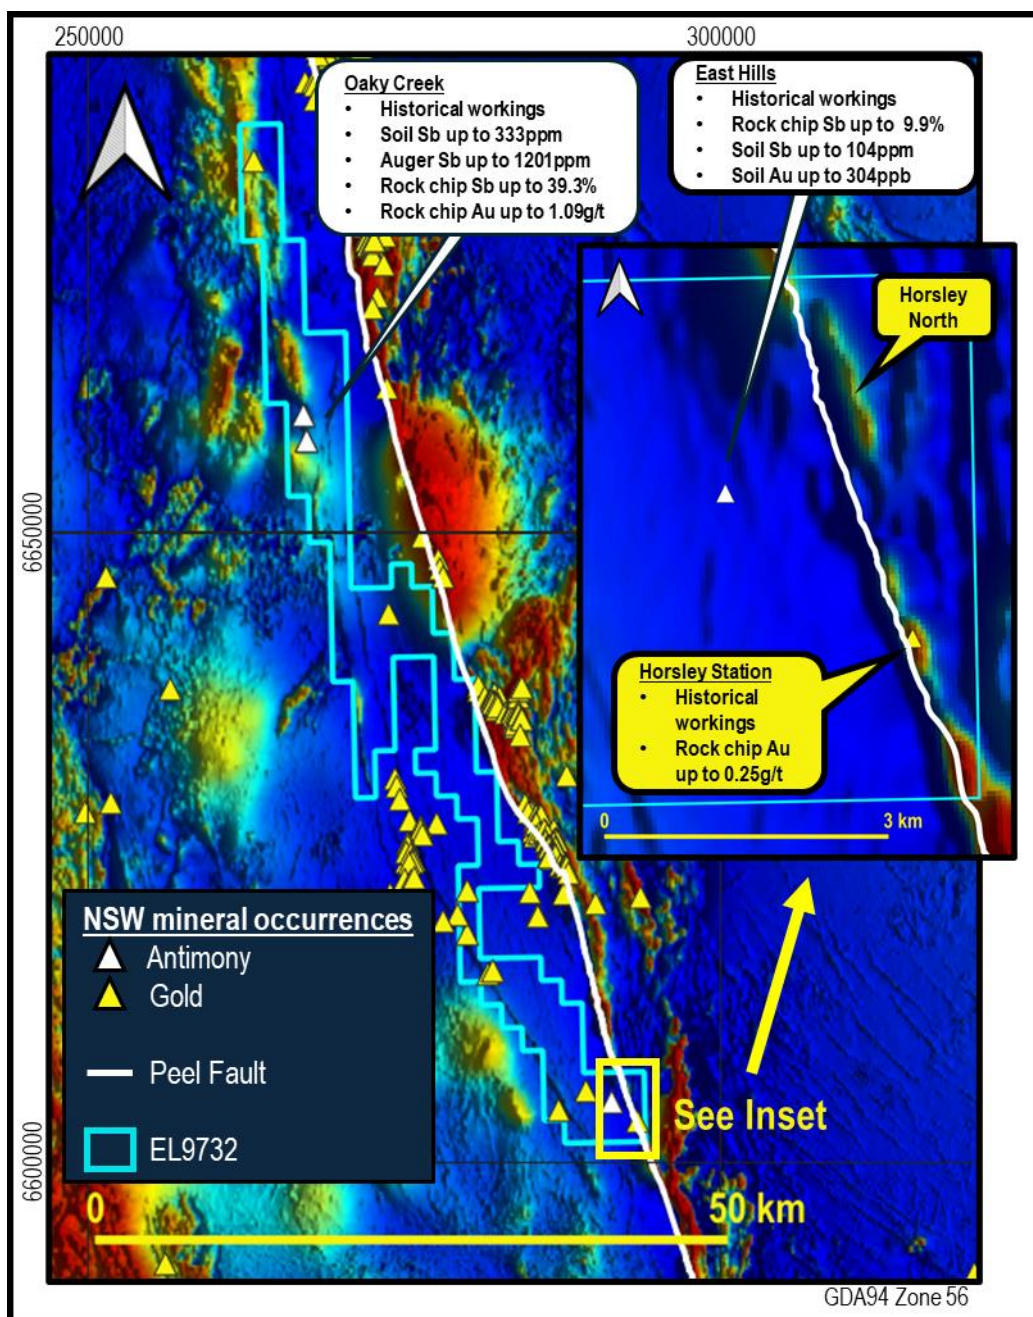 250000
300000
Oaky Creek
• Historical workings
• Soil Sb up to 333ppm
• Auger Sb up to 1201ppm
• Rock chip Sb up to 39.3%
• Rock chip Au up to 1.09g/t
East Hills
• Historical workings
• Rock chip Sb up to 9.9%
• Soil Sb up to 104ppm
• Soil Au up to 304ppb
Horsley
North
6650000
Horsley Station
• Historical
workings
• Rock chip Au
up to 0.25g/t
0
3 km
NSW mineral occurrences
Antimony
Gold
Peel Fault
EL9732
See Inset
6600000
0
50 km
GDA94 Zone 56